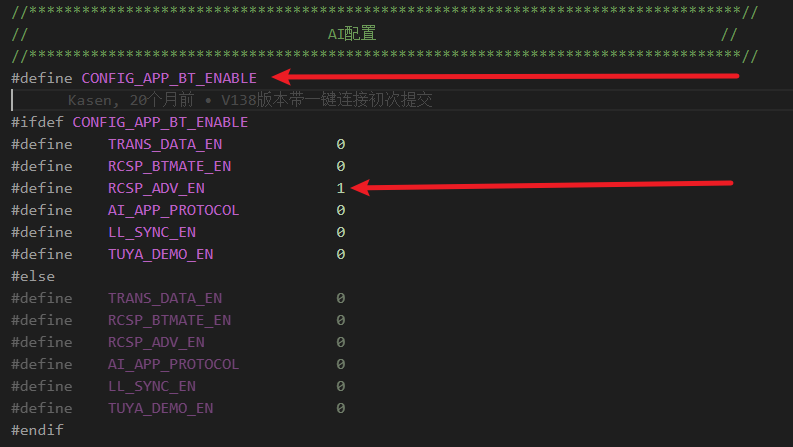 //*********************************************************************************//
//                                  AI配置                                       //
//*********************************************************************************//
#define CONFIG_APP_BT_ENABLE
Kasen, 20个月前 • V138版本带一键连接初次提交
#ifdef CONFIG_APP_BT_ENABLE
#define    TRANS_DATA_EN             0
#define    RCSP_BTMATE_EN            0
#define    RCSP_ADV_EN               1
#define    AI_APP_PROTOCOL           0
#define    LL_SYNC_EN                0
#define    TUYA_DEMO_EN              0
#else
#define    TRANS_DATA_EN             0
#define    RCSP_BTMATE_EN            0
#define    RCSP_ADV_EN               0
#define    AI_APP_PROTOCOL           0
#define    LL_SYNC_EN                0
#define    TUYA_DEMO_EN              0
#endif